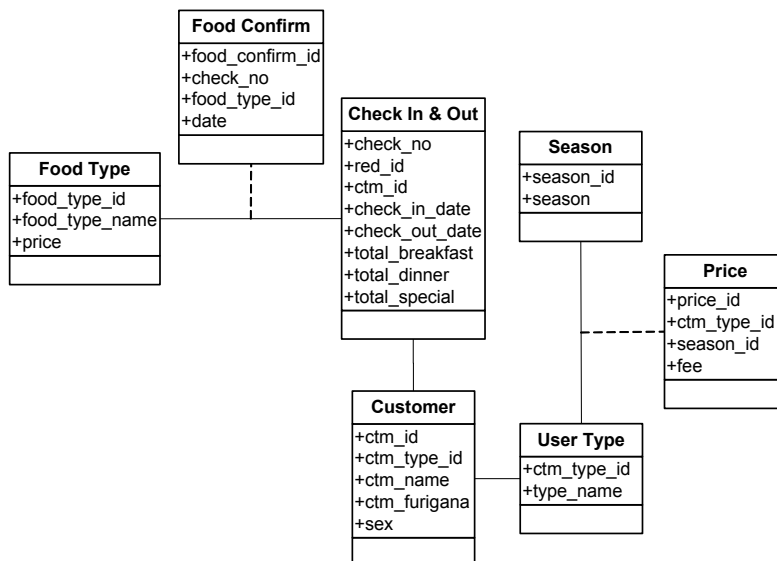 Food Confirm
+food_confirm_id
+check_no
+food_type_id
+date
Check In & Out
+check_no
+red_id
+ctm_id
+check_in_date
+check_out_date
+total_breakfast
+total_dinner
+total_special
Season
+season_id
+season
Food Type
+food_type_id
+food_type_name
+price
Price
+price_id
+ctm_type_id
+season_id
+fee
Customer
+ctm_id
+ctm_type_id
+ctm_name
+ctm_furigana
+sex
User Type
+ctm_type_id
+type_name